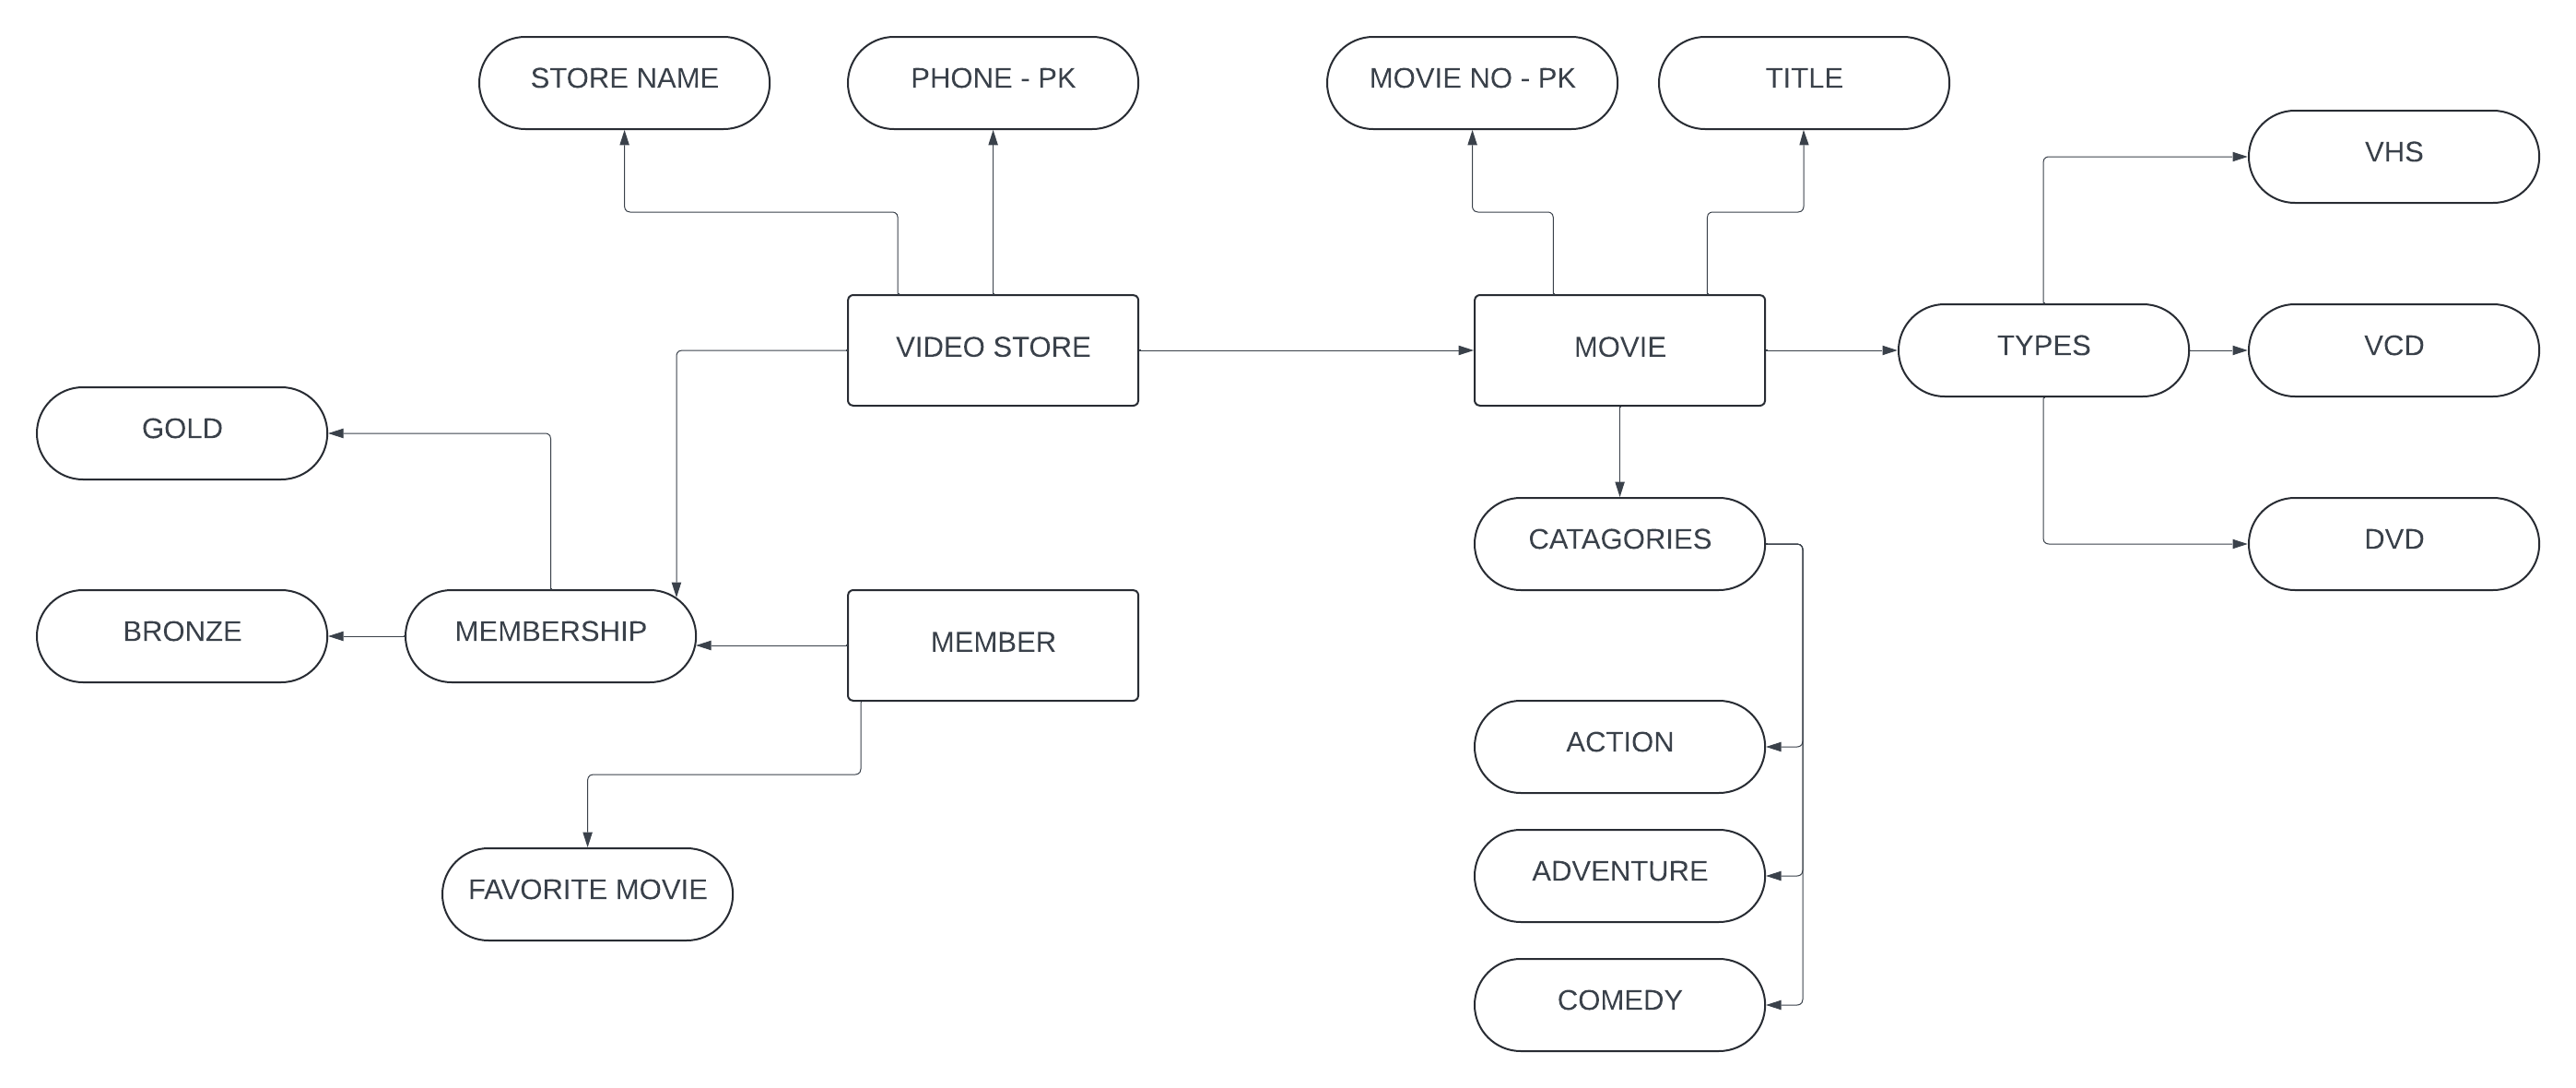 STORE NAME
PHONE - PK
MOVIE NO - PK
TITLE
VHS
VIDEO STORE
MOVIE
TYPES
VCD
GOLD
CATAGORIES
DVD
BRONZE
MEMBERSHIP
MEMBER
ACTION
ADVENTURE
FAVORITE MOVIE
COMEDY